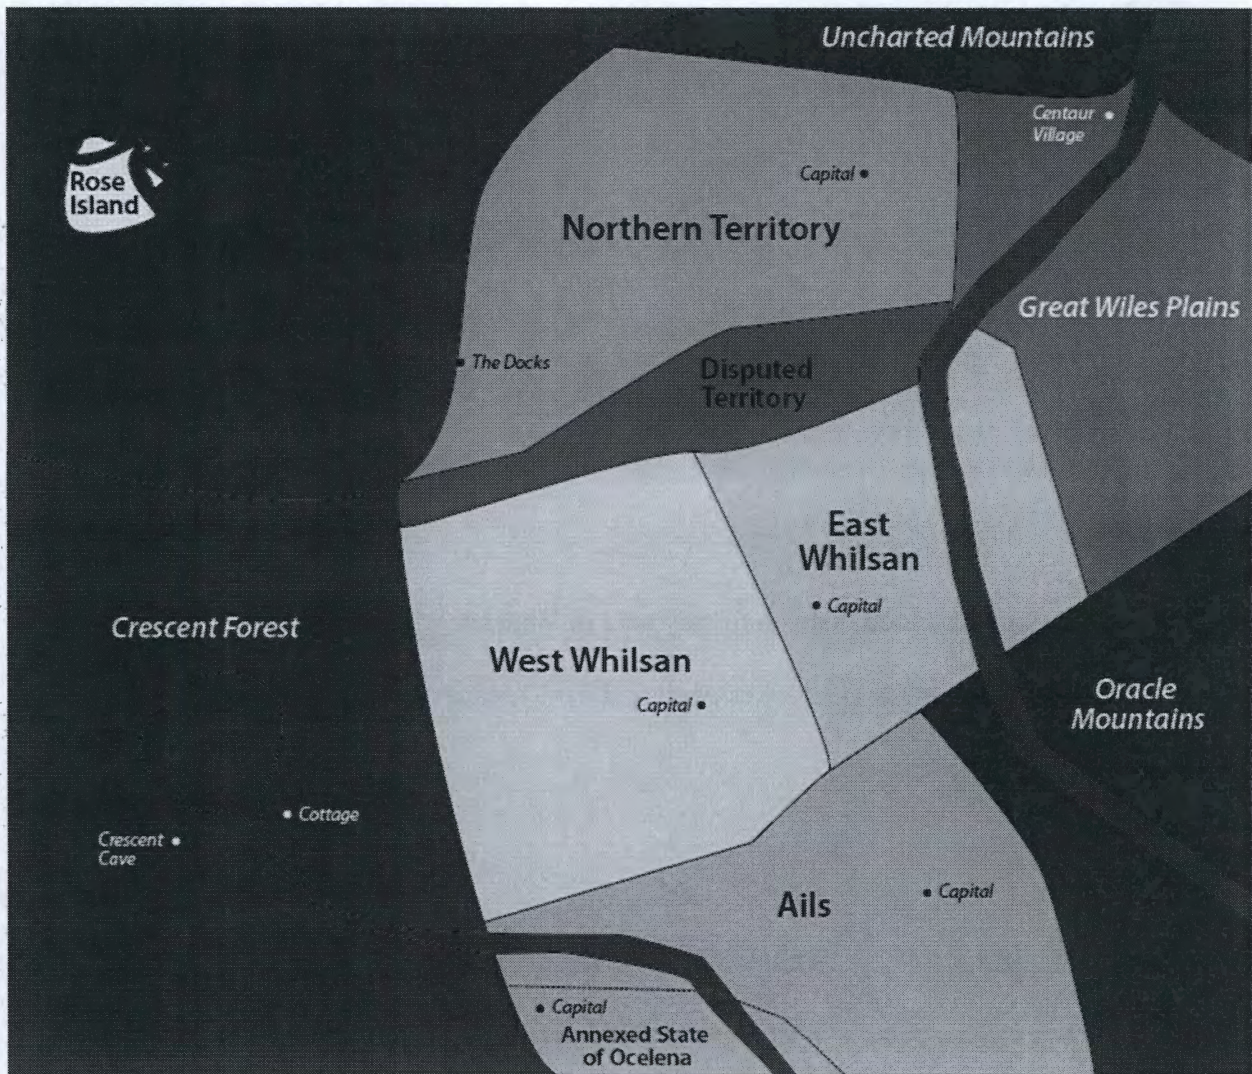 Uncharted Mountains
Centaur
Village
Rose
Island
Capital
Northern Territory
Great Wiles Plains
The Docks
Disputed
Territory
East
Whilsan
Capital
Crescent Forest
West Whilsan
Capital
Oracle
Mountains
Cottage
Crescent
Cave
Ails
Capital
Capital
Annexed State
of Ocelena